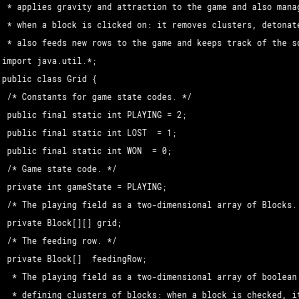 * applies gravity and attraction to the game and also
* when a block is clicked on: it removes clusters,
* also feeds new rows to the game and keeps track of the
import java.util.*;
public class Grid {
/* Constants for game state codes. */
public final static int PLAYING = 2;
public final static int LOST  = 1;
public final static int WON  = 0;
/* Game state code. */
private int gameState = PLAYING;
/* The playing field as a two-dimensional array of Blocks.
private Block[][] grid;
/* The feeding row. */
private Block[]  feedingRow;
* The playing field as a two-dimensional array of boolean
* defining clusters of blocks: when a block is checked,